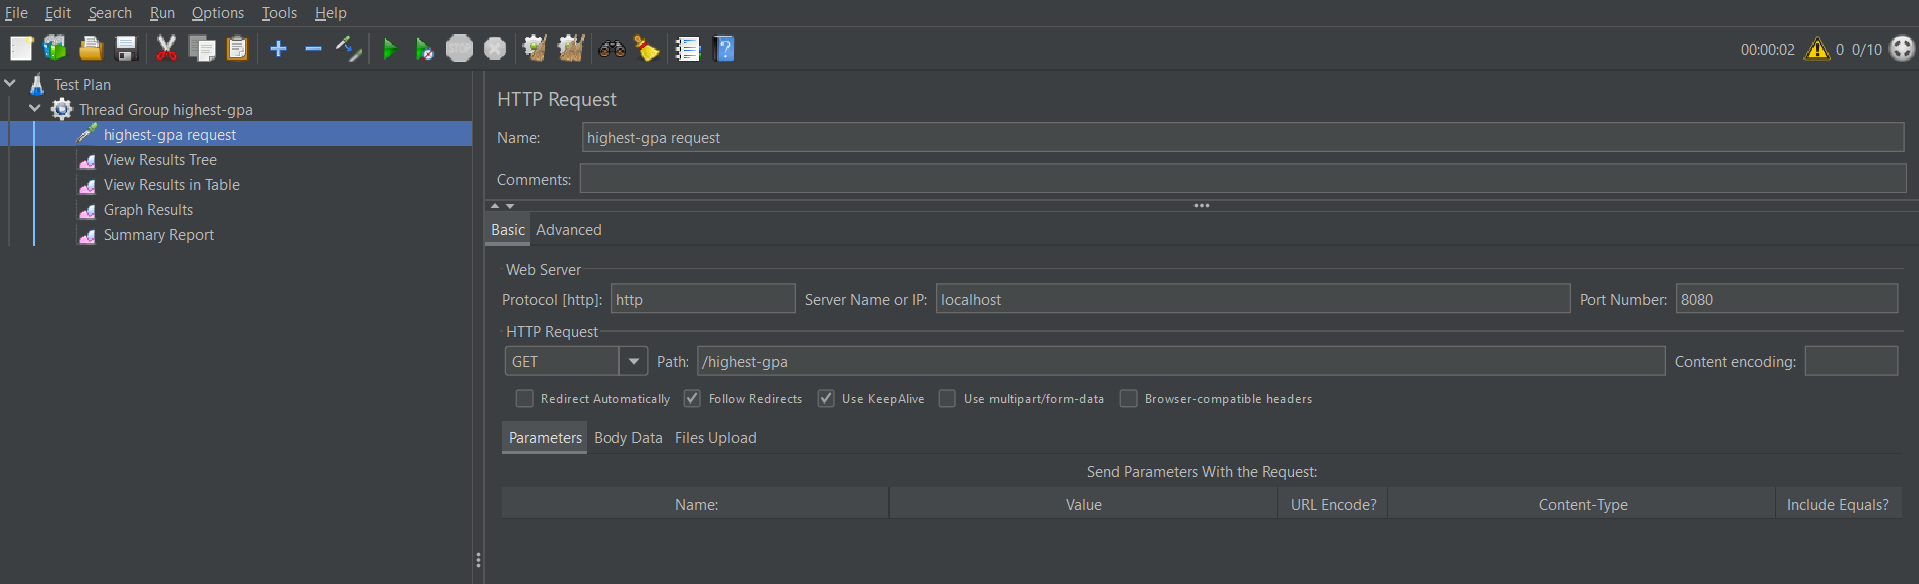 File Edit Search Run Options Tools Help
STOP 00:00:02 0 0/10
Test Plan
Thread Group highest-gpa
highest-gpa request
View Results Tree
View Results in Table
Graph Results
Summary Report
HTTP Request
Name: highest-gpa request
Comments:
Basic Advanced
Web Server
Protocol [http]: http Server Name or IP: localhost Port Number: 8080
HTTP Request
GET Path: /highest-gpa Content encoding:
Redirect Automatically Follow Redirects Use KeepAlive Use multipart/form-data Browser-compatible headers
Parameters Body Data Files Upload
Send Parameters With the Request:
Name: Value URL Encode? Content-Type Include Equals?